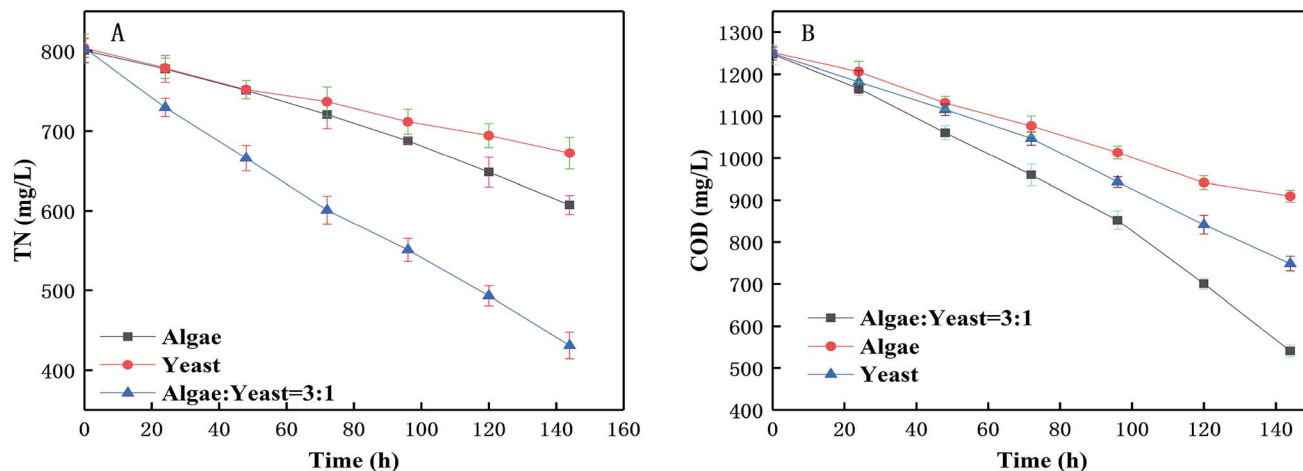 A
TN (mg/L)
800
700
600
500
400
Algae
Yeast
Algae:Yeast=3:1
0 20 40 60 80 100 120 140 160
Time (h)
B
COD (mg/L)
1300
1200
1100
1000
900
800
700
600
500
400
Algae:Yeast=3:1
Algae
Yeast
0 20 40 60 80 100 120 140
Time (h)